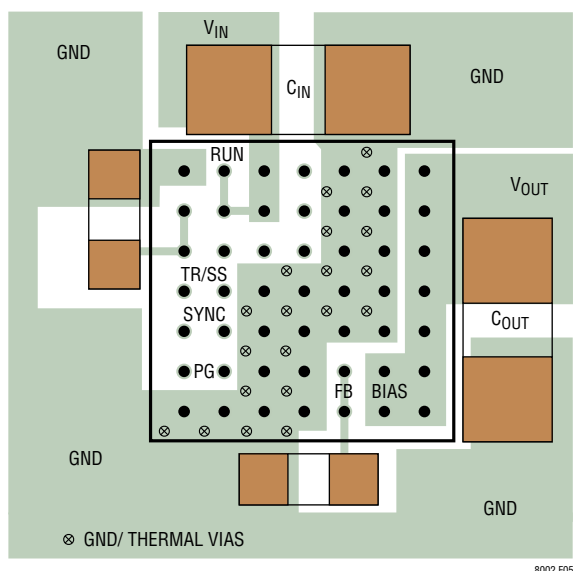 GND
VIN
CIN
GND
RUN
VOUT
TR/SS
SYNC
COUT
PG
FB
BIAS
GND
GND
GND/ THERMAL VIAS
8002 F05